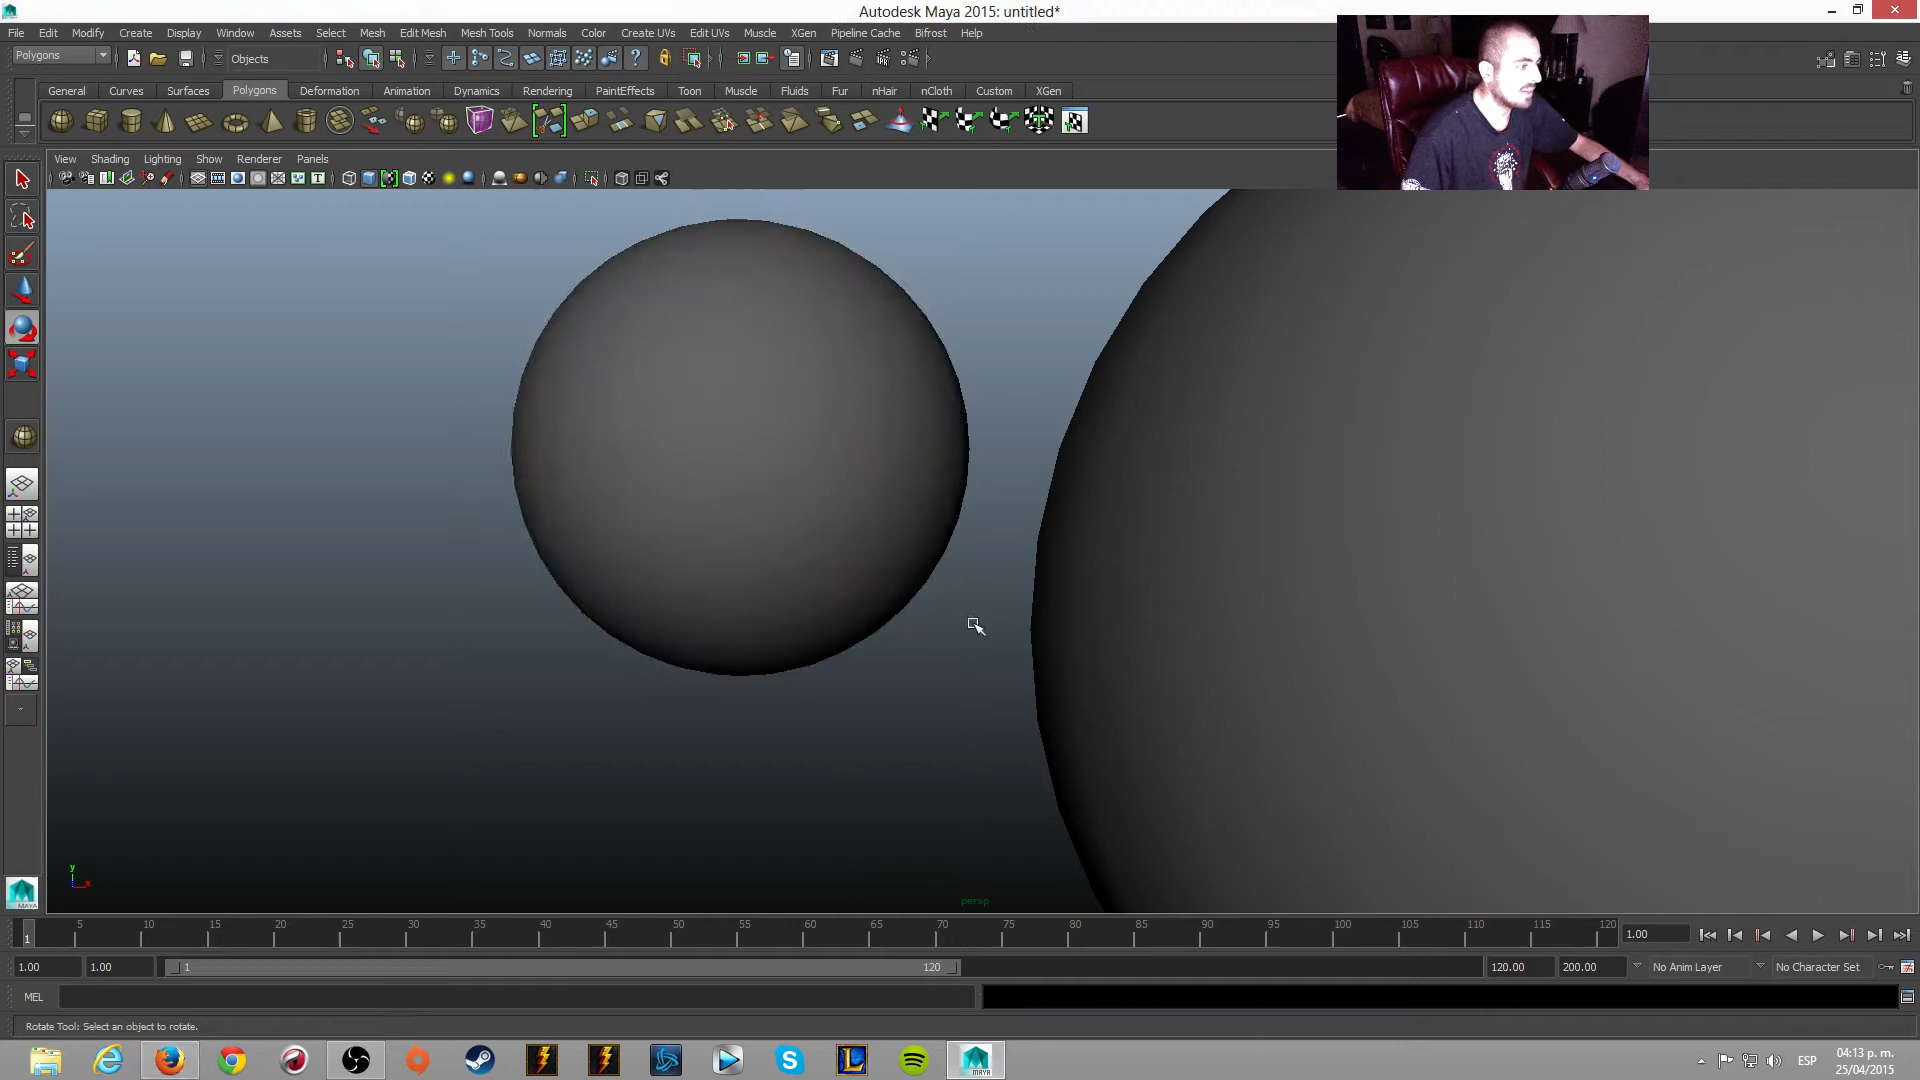 Autodesk Maya 2015: untitled*
File Edit Modify Create Display Window Assets Select Mesh Edit Mesh Mesh Tools Normals Color Create UVs Edit UVs Muscle XGen Pipeline Cache Bifrost Help
Polygons Objects
General Curves Surfaces Polygons Deformation Animation Dynamics Rendering PaintEffects Toon Muscle Fluids Fur nHair nCloth Custom XGen
View Shading Lighting Show Renderer Panels
y
x
persp
MAYA
5 10 15 20 25 30 35 40 45 50 55 60 65 70 75 80 85 90 95 100 105 110 115 120
1 1.00
1.00 1.00 1 120 120.00 200.00 No Anim Layer No Character Set
MEL
Rotate Tool: Select an object to rotate.
ESP
04:13 p. m.
25/04/2015